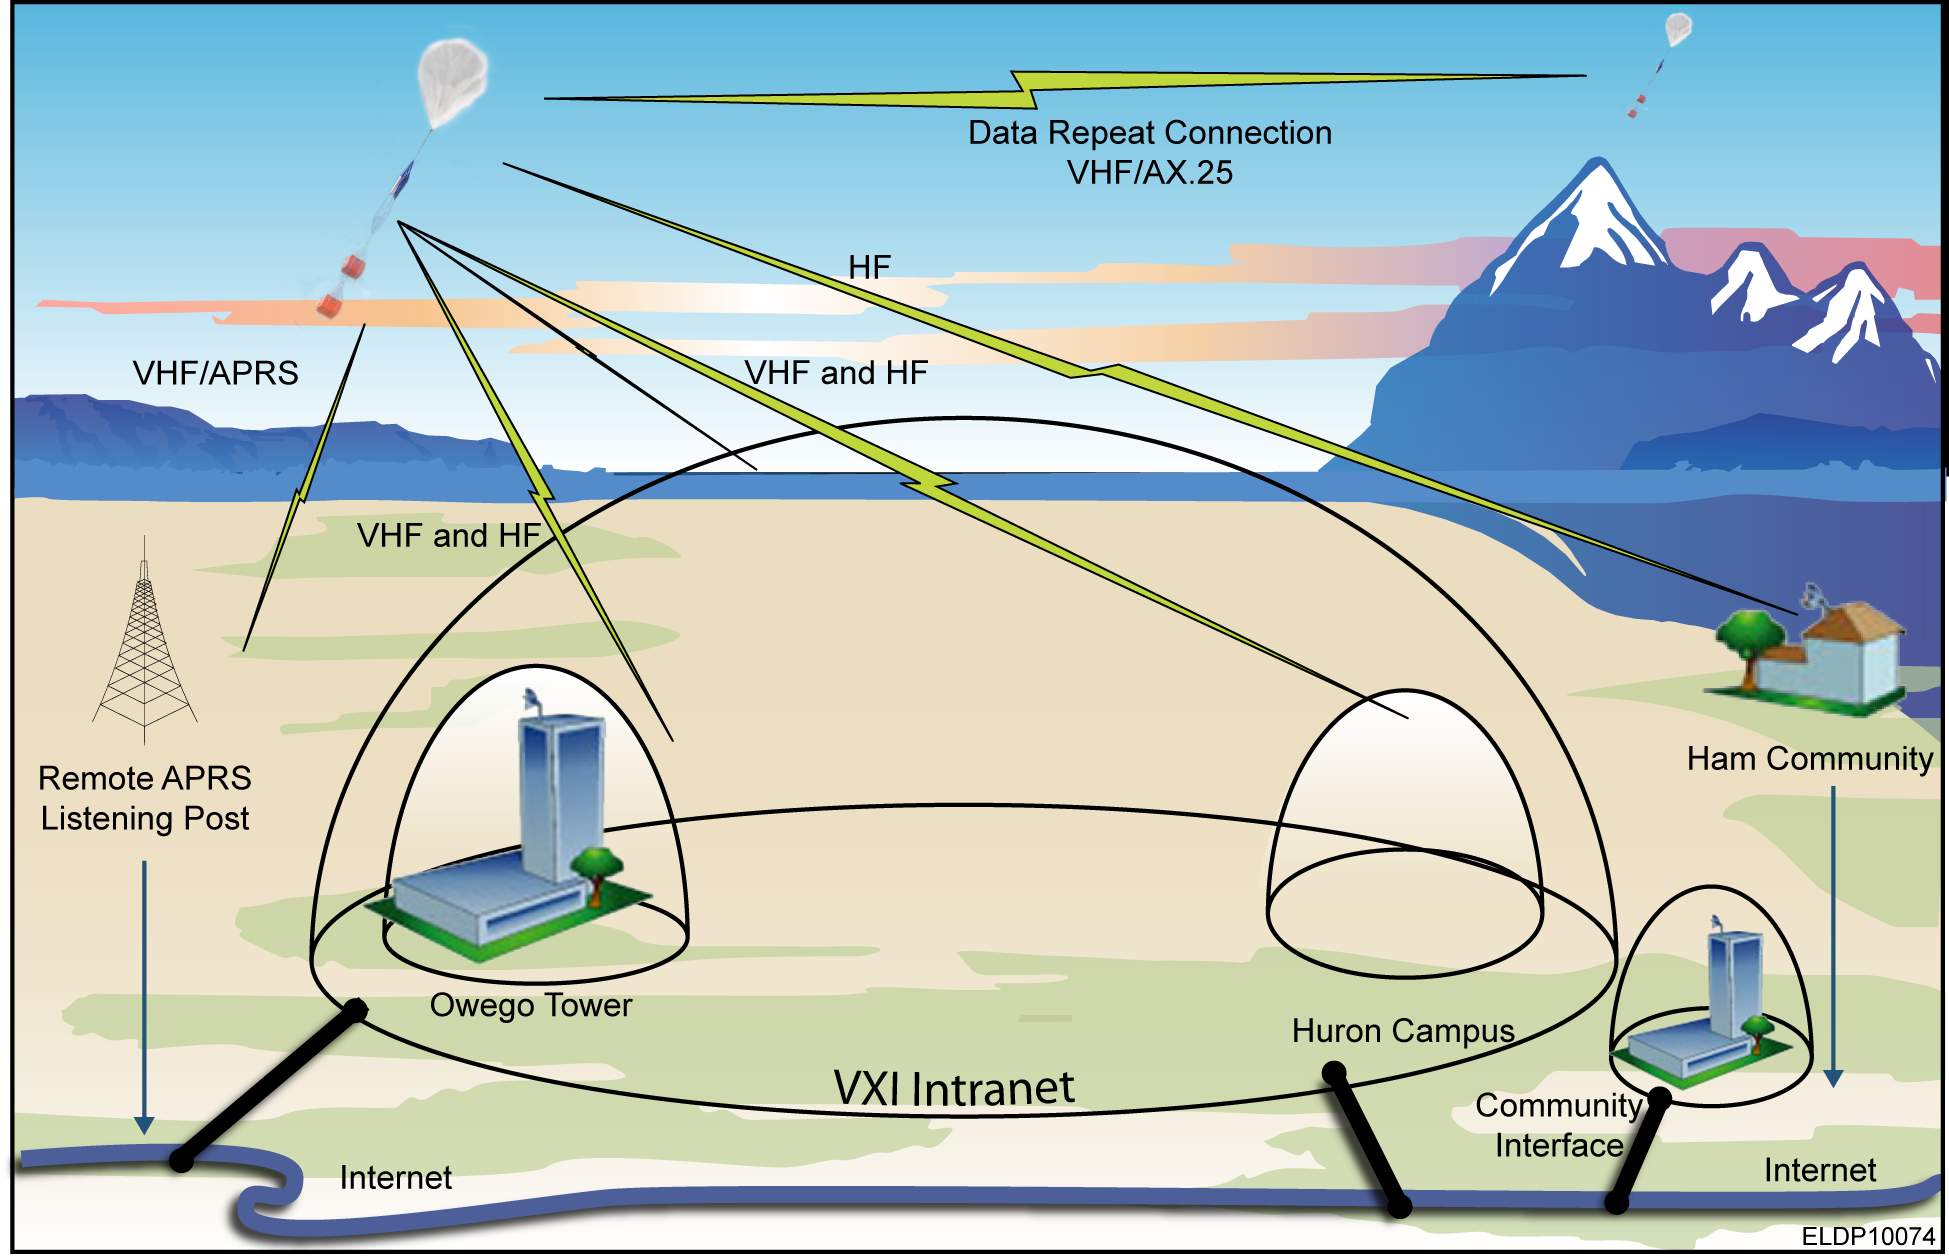 Data Repeat Connection
VHF/AX.25
HF
VHF/APRS
VHF and HF
VHF and HF
Remote APRS
Listening Post
Ham Community
Owego Tower
Huron Campus
VXI Intranet
Community
Interface
Internet
Internet
ELDP10074